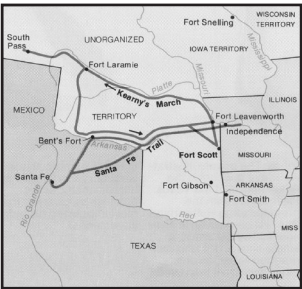 Fort Snelling
WISCONSIN
TERRITORY
South
Pass
UNORGANIZED
IOWA TERRITORY
Mississippi
Fort Laramie
Platte
Missouri
Kearny's March
ILLINOIS
MEXICO
TERRITORY
Fort Leavenworth
Independence
Bent's Fort
Arkansas
Santa Fe Trail
Fort Scott
MISSOURI
Santa Fe
Fort Gibson
ARKANSAS
Fort Smith
Rio Grande
Red
MISS
TEXAS
LOUISIANA